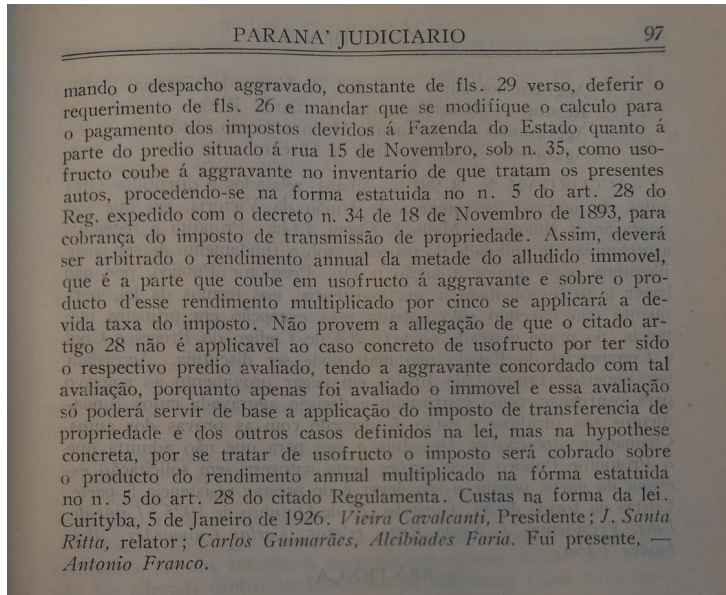 PARANA' JUDICIARIO 97
mando o despacho aggravado, constante de fls. 29 verso, deferir o
requerimento de fls. 26 e mandar que se modifique o calculo para
o pagamento dos impostos devidos á Fazenda do Estado quanto á
parte do predio situado á rua 15 de Novembro, sob n. 35, como uso-
fructo coube á aggravante no inventario de que tratam os presentes
autos, procedendo-se na forma estatuida no n. 5 do art. 28 do
Reg. expedido com o decreto n. 34 de 18 de Novembro de 1893, para
cobrança do imposto de transmissão de propriedade. Assim, deverá
ser arbitrado o rendimento annual da metade do alludido immovel,
que é a parte que coube em usofructo á aggravante e sobre o pro-
ducto d'esse rendimento multiplicado por cinco se applicará a de-
vida taxa do imposto. Não provem a allegação de que o citado ar-
tigo 28 não é applicavel ao caso concreto de usofructo por ter sido
o respectivo predio avaliado, tendo a aggravante concordado com tal
avaliação, porquanto apenas foi avaliado o immovel e essa avaliação
só poderá servir de base a applicação do imposto de transferencia de
propriedade e dos outros casos definidos na lei, mas na hypothese
concreta, por se tratar de usofructo o imposto será cobrado sobre
o producto do rendimento annual multiplicado na fórma estatuida
no n. 5 do art. 28 do citado Regulamenta. Custas na forma da lei.
Curityba, 5 de Janeiro de 1926. Vieira Cavalcanti, Presidente; J. Santa
Ritta, relator; Carlos Guimarães, Alcibiades Faria. Fui presente, —
Antonio Franco.